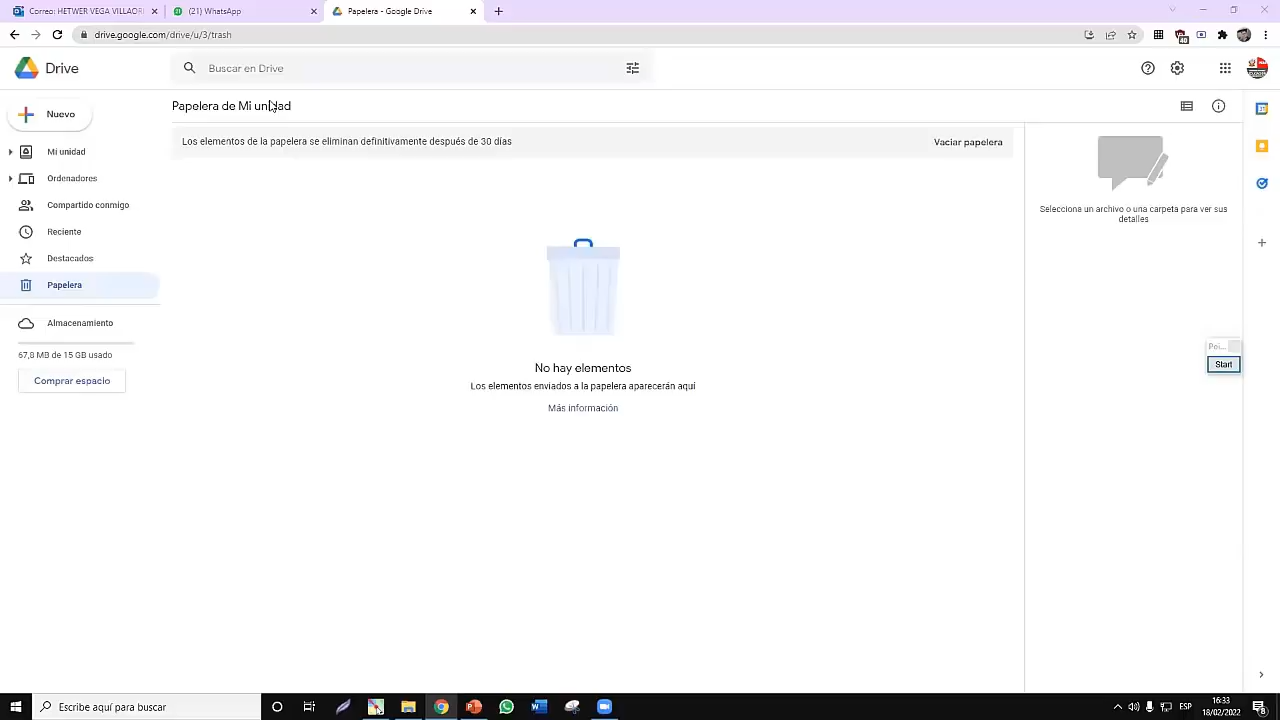 Correo: HETWER VEGA VILLAOR
(21) WhatsApp
Papelera - Google Drive
drive.google.com/drive/u/3/trash
40
Drive
Buscar en Drive
Nuevo
Papelera de Mi unidad
Los elementos de la papelera se eliminan definitivamente después de 30 días
Vaciar papelera
Mi unidad
Ordenadores
Compartido conmigo
Reciente
Destacados
Papelera
Almacenamiento
67,8 MB de 15 GB usado
Comprar espacio
No hay elementos
Los elementos enviados a la papelera aparecerán aquí
Más información
Selecciona un archivo o una carpeta para ver sus
detalles
Poi...
Start
Escribe aquí para buscar
ESP
16:33
18/02/2022
8